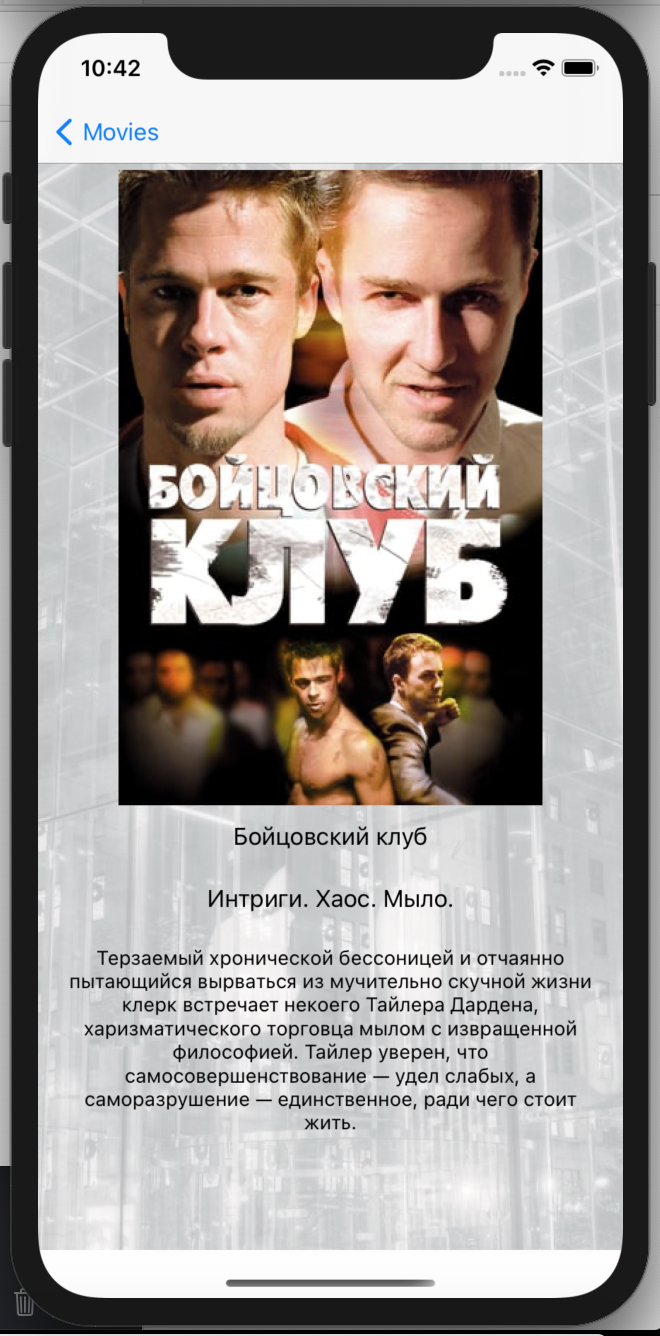 10:42
Movies
БОЙЦОВСКИЙ
КЛУБ
Бойцовский клуб
Интриги. Хаос. Мыло.
Терзаемый хронической бессоницей и отчаянно
пытающийся вырваться из мучительно скучной жизни
клерк встречает некоего Тайлера Дардена,
харизматического торговца мылом с извращенной
философией. Тайлер уверен, что
самосовершенствование — удел слабых, а
саморазрушение — единственное, ради чего стоит
жить.